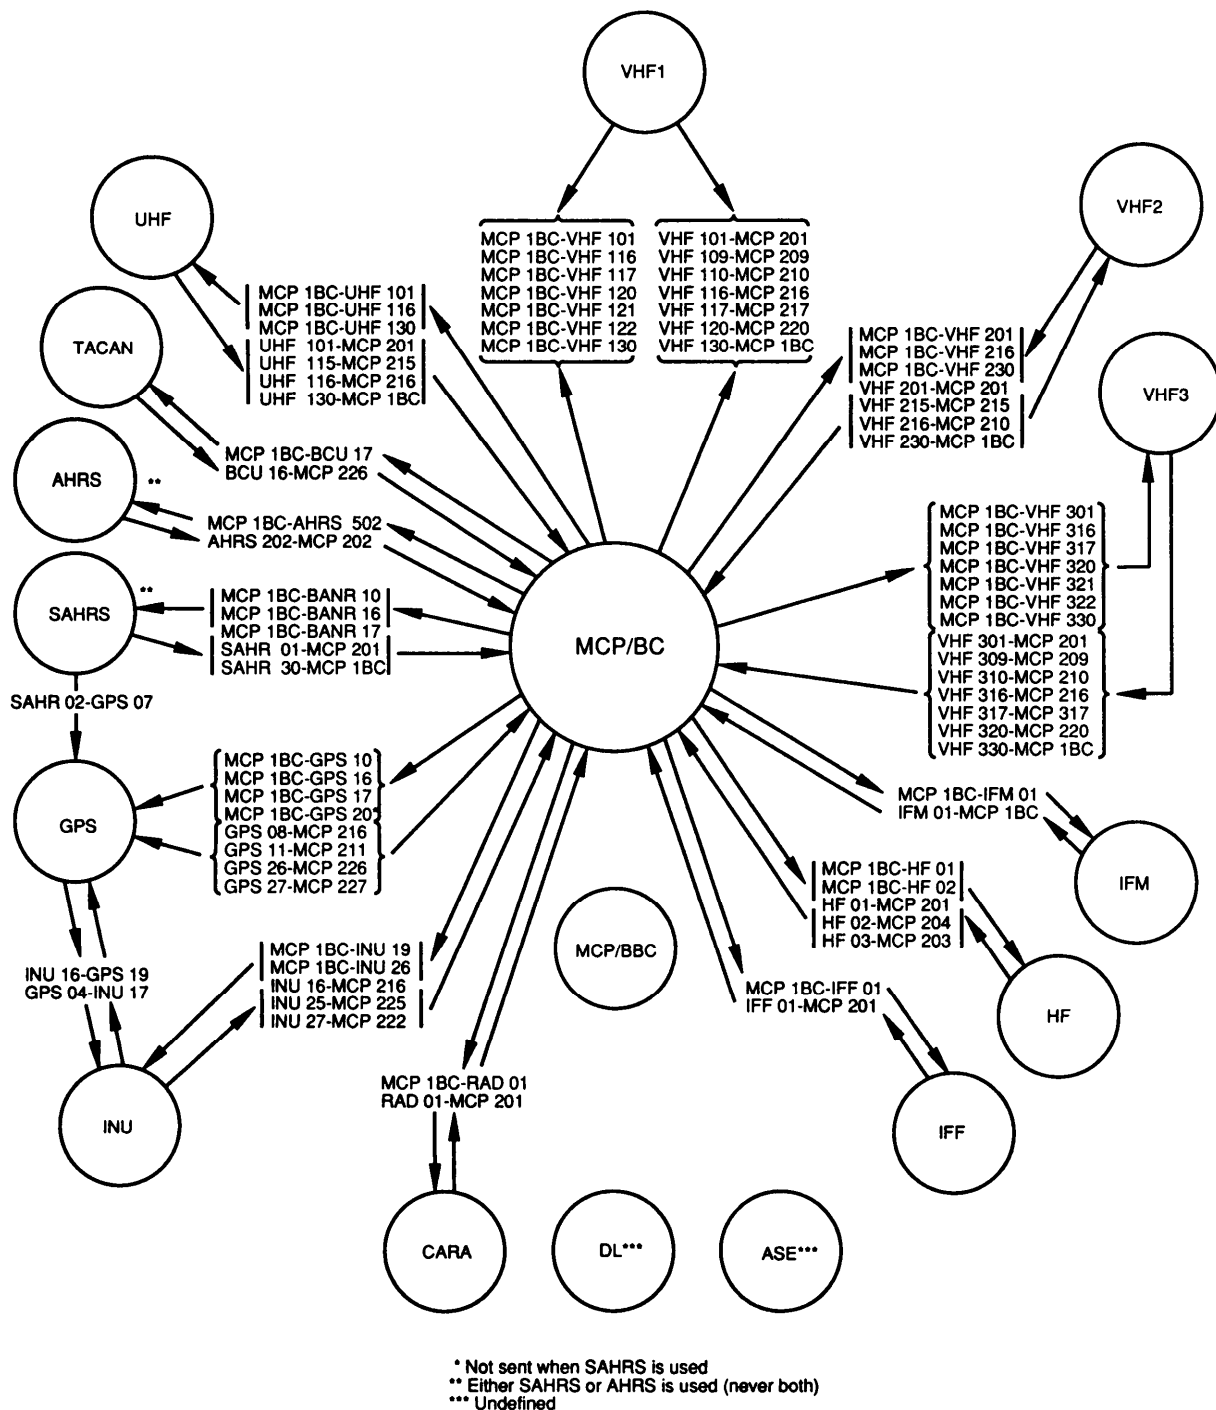 VHF1
UHF
VHF2
MCP 1BC-VHF 101
MCP 1BC-VHF 116
MCP 1BC-VHF 117
MCP 1BC-VHF 120
MCP 1BC-VHF 121
MCP 1BC-VHF 122
MCP 1BC-VHF 130
VHF 101-MCP 201
VHF 109-MCP 209
VHF 110-MCP 210
VHF 116-MCP 216
VHF 117-MCP 217
VHF 120-MCP 220
VHF 130-MCP 1BC
MCP 1BC-UHF 101
MCP 1BC-UHF 116
MCP 1BC-UHF 130
UHF 101-MCP 201
UHF 115-MCP 215
UHF 116-MCP 216
UHF 130-MCP 1BC
MCP 1BC-VHF 201
MCP 1BC-VHF 216
MCP 1BC-VHF 230
VHF 201-MCP 201
VHF 215-MCP 215
VHF 216-MCP 210
VHF 230-MCP 1BC
TACAN
VHF3
MCP 1BC-BCU 17
BCU 16-MCP 226
AHRS **
MCP 1BC-AHRS 502
AHRS 202-MCP 202
MCP 1BC-VHF 301
MCP 1BC-VHF 316
MCP 1BC-VHF 317
MCP 1BC-VHF 320
MCP 1BC-VHF 321
MCP 1BC-VHF 322
MCP 1BC-VHF 330
VHF 301-MCP 201
VHF 309-MCP 209
VHF 310-MCP 210
VHF 316-MCP 216
VHF 317-MCP 317
VHF 320-MCP 220
VHF 330-MCP 1BC
SAHRS **
MCP 1BC-BANR 10
MCP 1BC-BANR 16
MCP 1BC-BANR 17
SAHR 01-MCP 201
SAHR 30-MCP 1BC
MCP/BC
SAHR 02-GPS 07
GPS
MCP 1BC-GPS 10
MCP 1BC-GPS 16
MCP 1BC-GPS 17
MCP 1BC-GPS 20*
GPS 08-MCP 216
GPS 11-MCP 211
GPS 26-MCP 226
GPS 27-MCP 227
MCP 1BC-IFM 01
IFM 01-MCP 1BC
IFM
MCP 1BC-HF 01
MCP 1BC-HF 02
HF 01-MCP 201
HF 02-MCP 204
HF 03-MCP 203
MCP/BBC
INU 16-GPS 19
GPS 04-INU 17
MCP 1BC-INU 19
MCP 1BC-INU 26
INU 16-MCP 216
INU 25-MCP 225
INU 27-MCP 222
MCP 1BC-IFF 01
IFF 01-MCP 201
HF
MCP 1BC-RAD 01
RAD 01-MCP 201
INU
IFF
CARA
DL***
ASE***
* Not sent when SAHRS is used
** Either SAHRS or AHRS is used (never both)
*** Undefined